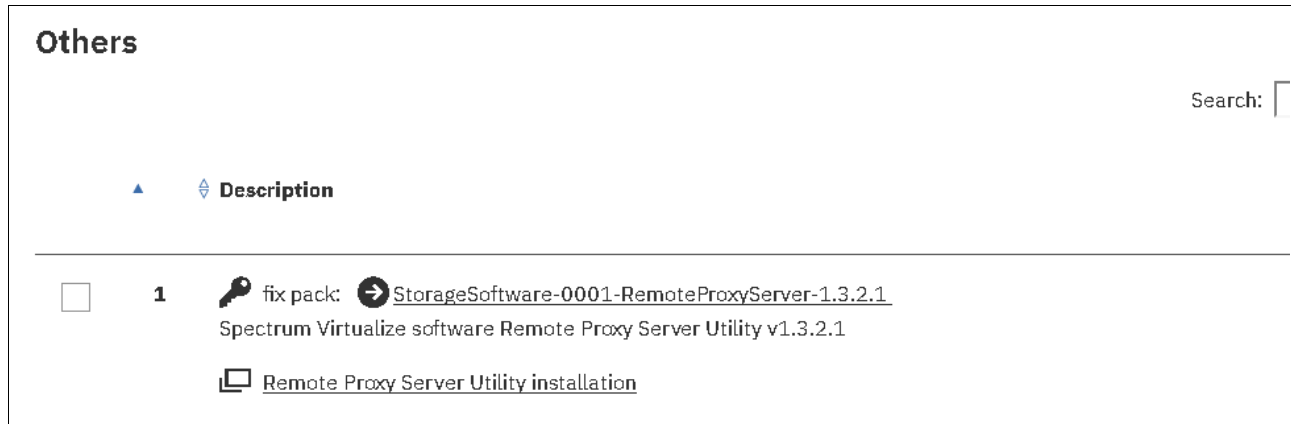 Others
Search:
Description
1 fix pack: StorageSoftware-0001-RemoteProxyServer-1.3.2.1
Spectrum Virtualize software Remote Proxy Server Utility v1.3.2.1
Remote Proxy Server Utility installation